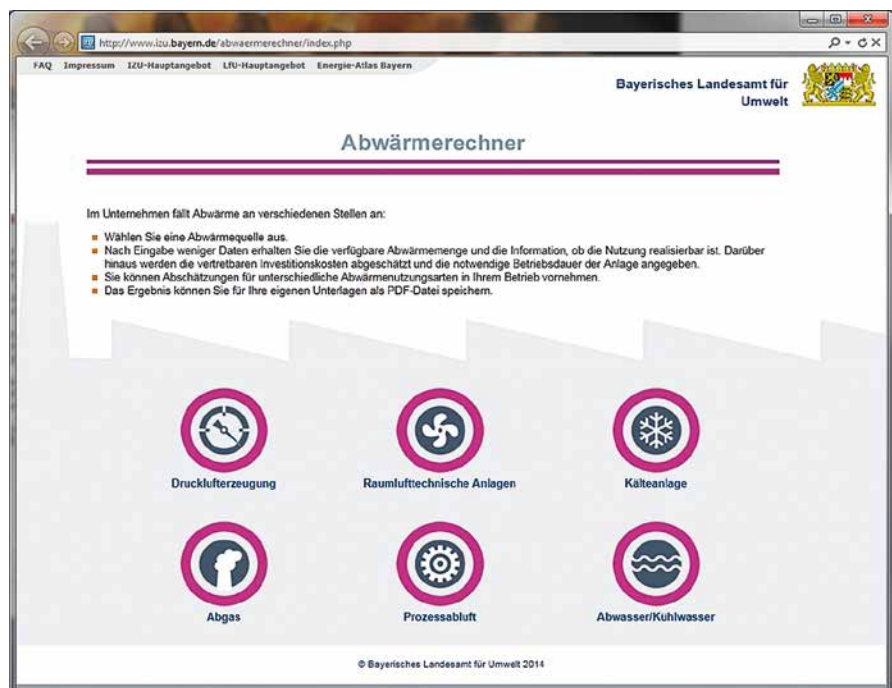 http://www.izu.bayern.de/abwaermerechner/index.php
FAQ Impressum IZU-Hauptangebot LfU-Hauptangebot Energie-Atlas Bayern
Bayerisches Landesamt für
Umwelt
Abwärmerechner
Im Unternehmen fällt Abwärme an verschiedenen Stellen an:
Wählen Sie eine Abwärmequelle aus.
Nach Eingabe weniger Daten erhalten Sie die verfügbare Abwärmemenge und die Information, ob die Nutzung realisierbar ist. Darüber
hinaus werden die vertretbaren Investitionskosten abgeschätzt und die notwendige Betriebsdauer der Anlage angegeben.
Sie können Abschätzungen für unterschiedliche Abwärmenutzungsarten in Ihrem Betrieb vornehmen.
Das Ergebnis können Sie für Ihre eigenen Unterlagen als PDF-Datei speichern.
Drucklufterzeugung Raumlufttechnische Anlagen Kälteanlage
Abgas Prozessabluft Abwasser/Kühlwasser
© Bayerisches Landesamt für Umwelt 2014